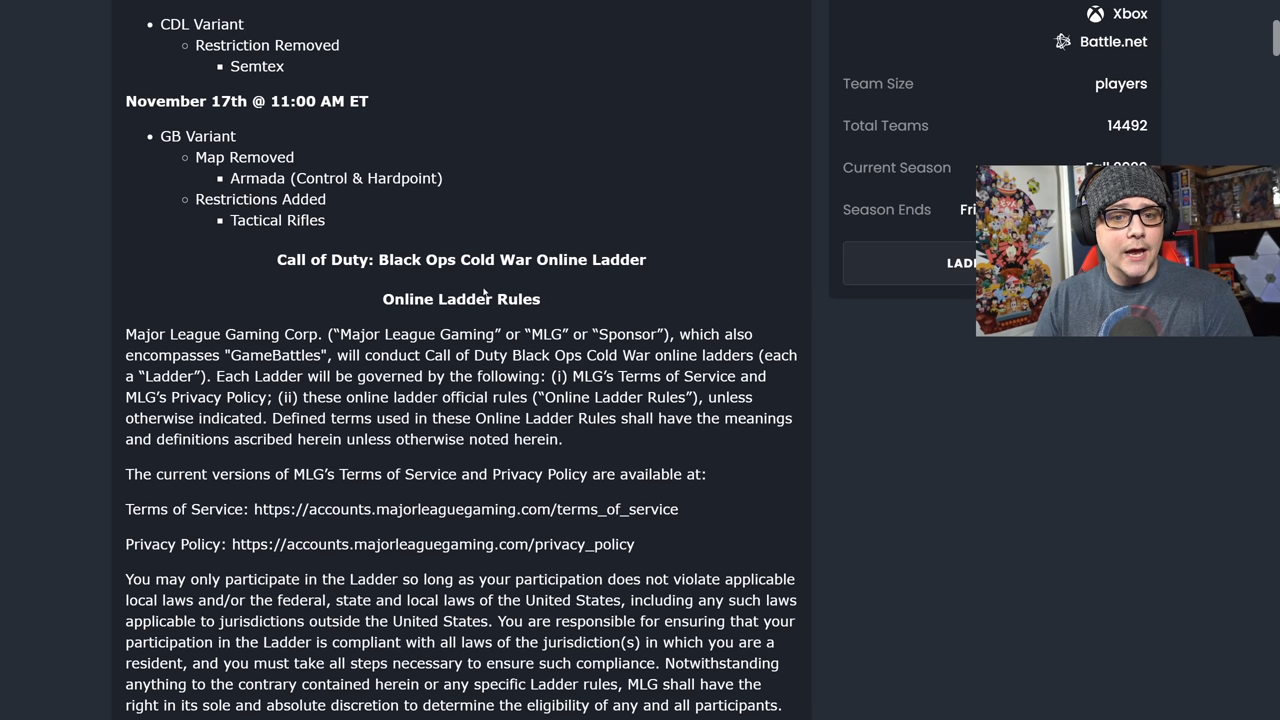 CDL Variant
Restriction Removed
Semtex
November 17th @ 11:00 AM ET
GB Variant
Map Removed
Armada (Control & Hardpoint)
Restrictions Added
Tactical Rifles
Call of Duty: Black Ops Cold War Online Ladder
Online Ladder Rules
Major League Gaming Corp. (“Major League Gaming” or “MLG” or “Sponsor”), which also
encompasses "GameBattles", will conduct Call of Duty Black Ops Cold War online ladders (each
a “Ladder”). Each Ladder will be governed by the following: (i) MLG’s Terms of Service and
MLG’s Privacy Policy; (ii) these online ladder official rules (“Online Ladder Rules”), unless
otherwise indicated. Defined terms used in these Online Ladder Rules shall have the meanings
and definitions ascribed herein unless otherwise noted herein.
The current versions of MLG’s Terms of Service and Privacy Policy are available at:
Terms of Service: https://accounts.majorleaguegaming.com/terms_of_service
Privacy Policy: https://accounts.majorleaguegaming.com/privacy_policy
You may only participate in the Ladder so long as your participation does not violate applicable
local laws and/or the federal, state and local laws of the United States, including any such laws
applicable to jurisdictions outside the United States. You are responsible for ensuring that your
participation in the Ladder is compliant with all laws of the jurisdiction(s) in which you are a
resident, and you must take all steps necessary to ensure such compliance. Notwithstanding
anything to the contrary contained herein or any specific Ladder rules, MLG shall have the
right in its sole and absolute discretion to determine the eligibility of any and all participants.
Xbox
Battle.net
Team Size players
Total Teams 14492
Current Season
Season Ends